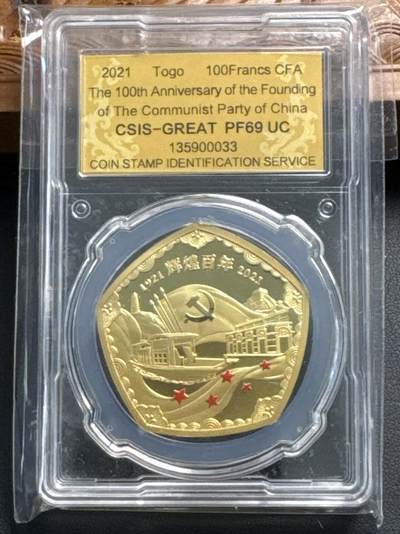 2021 Togo 100Francs CFA
The 100th Anniversary of the Founding
of The Communist Party of China
CSIS-GREAT PF69 UC
135900033
COIN STAMP IDENTIFICATION SERVICE
1921 辉煌百年 2021